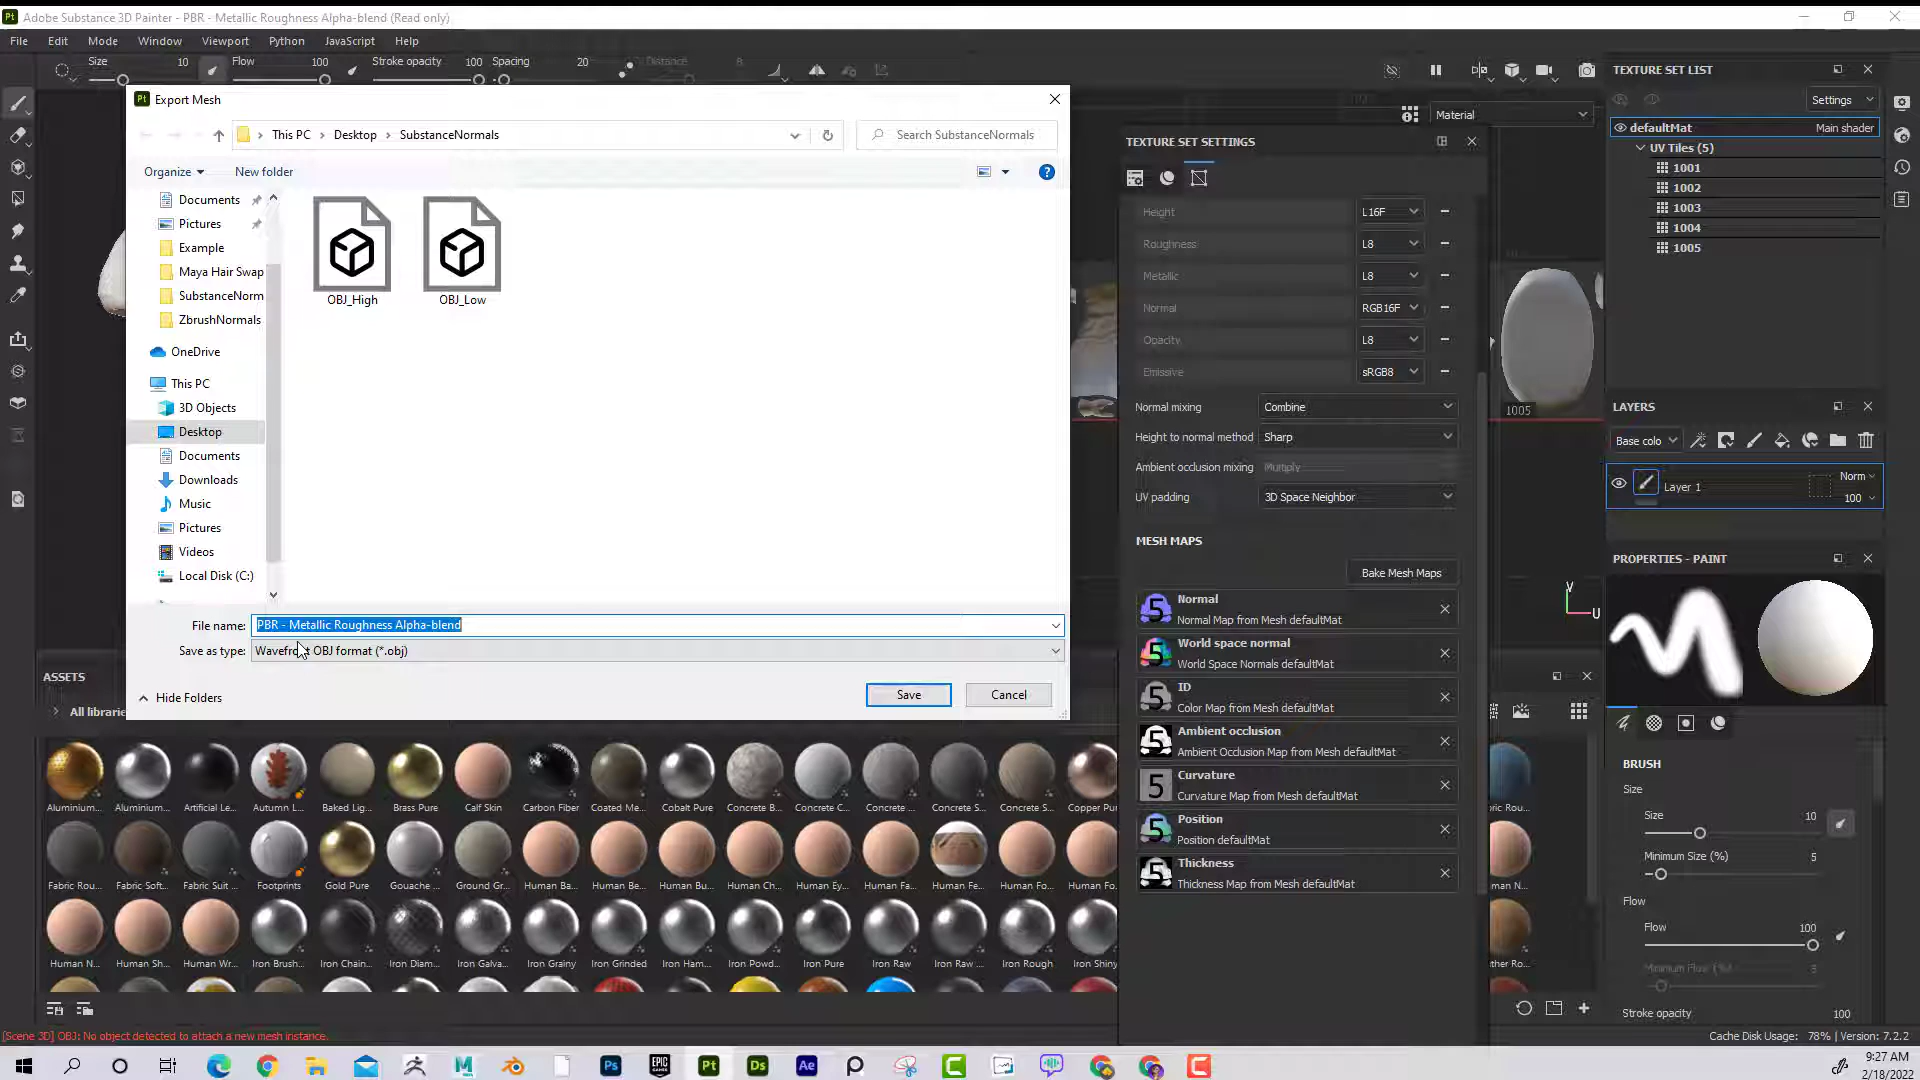 Adobe Substance 3D Painter - PBR - Metallic Roughness Alpha-blend (Read only)
File Edit Mode Window Viewport Python JavaScript Help
Size 10 Flow 100 Stroke opacity 100 Spacing 20 Distance 8
Material
Export Mesh
This PC > Desktop > SubstanceNormals
Search SubstanceNormals
Organize New folder
Documents
Pictures
Example
Maya Hair Swap
SubstanceNorm
ZbrushNormals
OneDrive
This PC
3D Objects
Desktop
Documents
Downloads
Music
Pictures
Videos
Local Disk (C:)
OBJ_High OBJ_Low
File name: PBR - Metallic Roughness Alpha-blend
Save as type: Wavefront OBJ format (*.obj)
Hide Folders
Save Cancel
TEXTURE SET SETTINGS
Height L16F
Roughness L8
Metallic L8
Normal RGB16F
Opacity L8
Emissive sRGB8
Normal mixing Combine
Height to normal method Sharp
Ambient occlusion mixing Multiply
UV padding 3D Space Neighbor
MESH MAPS
Bake Mesh Maps
Normal
Normal Map from Mesh defaultMat
World space normal
World Space Normals defaultMat
ID
Color Map from Mesh defaultMat
Ambient occlusion
Ambient Occlusion Map from Mesh defaultMat
Curvature
Curvature Map from Mesh defaultMat
Position
Position defaultMat
Thickness
Thickness Map from Mesh defaultMat
1005
V
U
TEXTURE SET LIST
Settings
defaultMat Main shader
UV Tiles (5)
1001
1002
1003
1004
1005
LAYERS
Base colo
Layer 1 Norm
100
PROPERTIES - PAINT
BRUSH
Size
Size 10
Minimum Size (%) 5
Flow
Flow 100
Minimum Flow (%)
Stroke opacity 100
ASSETS
All librarie
Aluminium... Aluminium... Artificial Le... Autumn L... Baked Lig... Brass Pure Calf Skin Carbon Fiber Coated Me... Cobalt Pure Concrete B... Concrete C... Concrete ... Concrete S... Concrete S... Copper Pu
Fabric Rou... Fabric Soft... Fabric Suit ... Footprints Gold Pure Gouache ... Ground Gr... Human Ba... Human Be... Human Bu... Human Ch... Human Ey... Human Fa... Human Fe... Human Fo... Human Fo...
Human N... Human Sh... Human Wr... Iron Brush... Iron Chain... Iron Diam... Iron Galva... Iron Grainy Iron Grinded Iron Ham... Iron Powd... Iron Pure Iron Raw Iron Raw ... Iron Rough Iron Shiny
[Scene 3D] OBJ: No object detected to attach a new mesh instance.
Cache Disk Usage: 78% | Version: 7.2.2
9:27 AM
2/18/2022